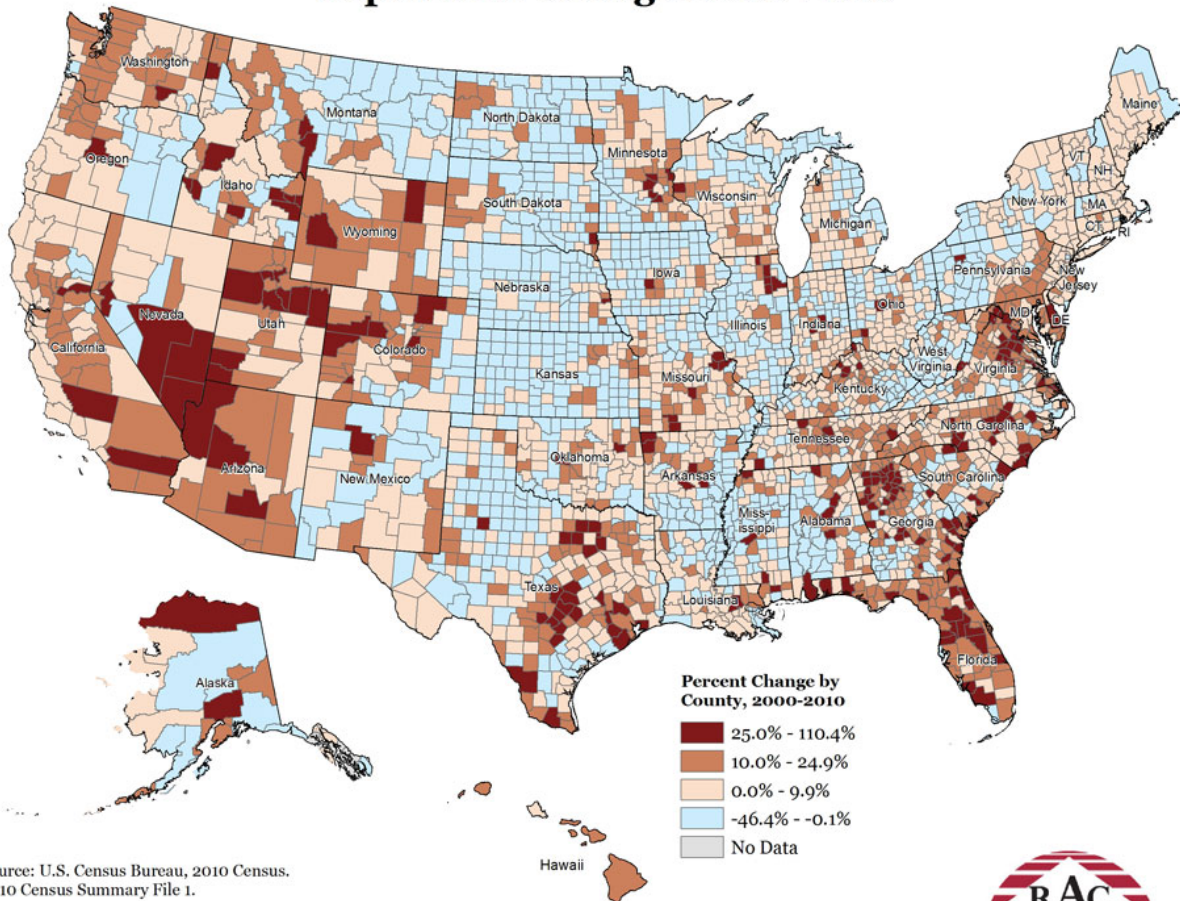 Washington
Montana
North Dakota
Minnesota
Maine
Oregon
Idaho
South Dakota
Wisconsin
VT
NH
New York
MA
Michigan
CT
RI
Wyoming
Iowa
Nebraska
Pennsylvania
New
Jersey
Nevada
Utah
Illinois
Indiana
Ohio
MD
DE
California
Colorado
Kansas
Missouri
West
Virginia
Virginia
Kentucky
Arizona
New Mexico
Oklahoma
Arkansas
Tennessee
North Carolina
South Carolina
Miss-
issippi
Alabama
Georgia
Texas
Louisiana
Florida
Alaska
Hawaii
Percent Change by
County, 2000-2010
25.0% - 110.4%
10.0% - 24.9%
0.0% - 9.9%
-46.4% - -0.1%
No Data
urce: U.S. Census Bureau, 2010 Census.
10 Census Summary File 1.
RAC